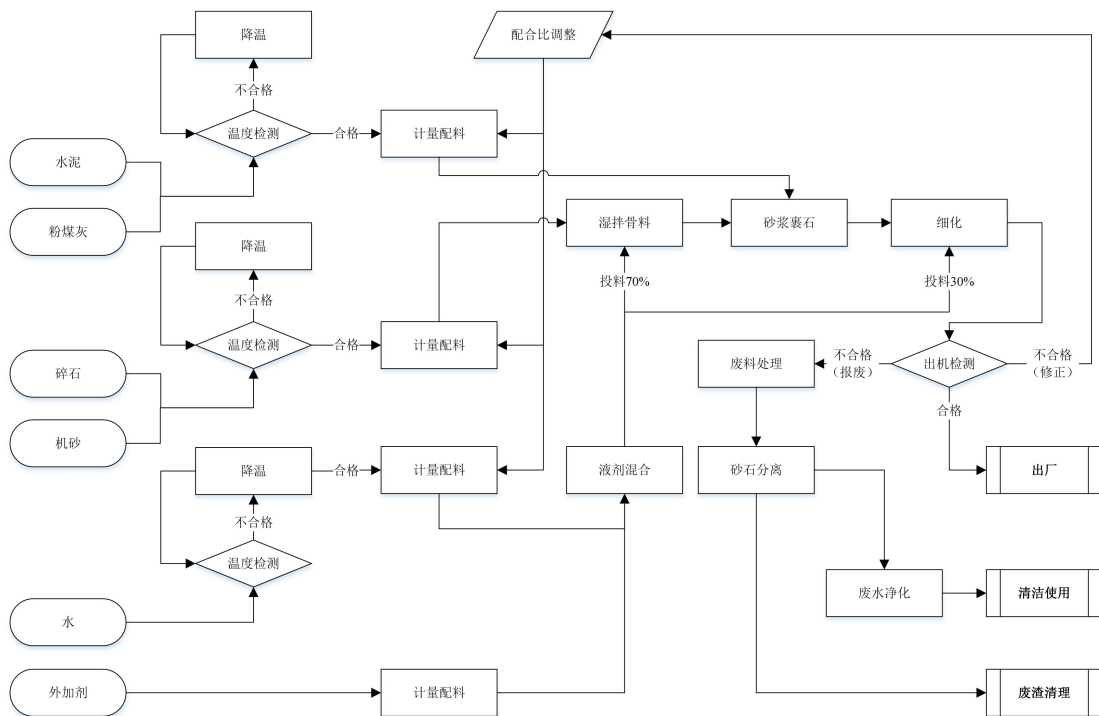 降温
配合比调整
不合格
温度检测
合格
计量配料
水泥
粉煤灰
降温
湿拌骨料
砂浆裹石
细化
不合格
投料70%
投料30%
温度检测
合格
计量配料
碎石
机砂
废料处理
不合格
（报废）
出机检测
不合格
（修正）
合格
降温
合格
计量配料
液剂混合
砂石分离
出厂
不合格
温度检测
水
废水净化
清洁使用
外加剂
计量配料
废渣清理